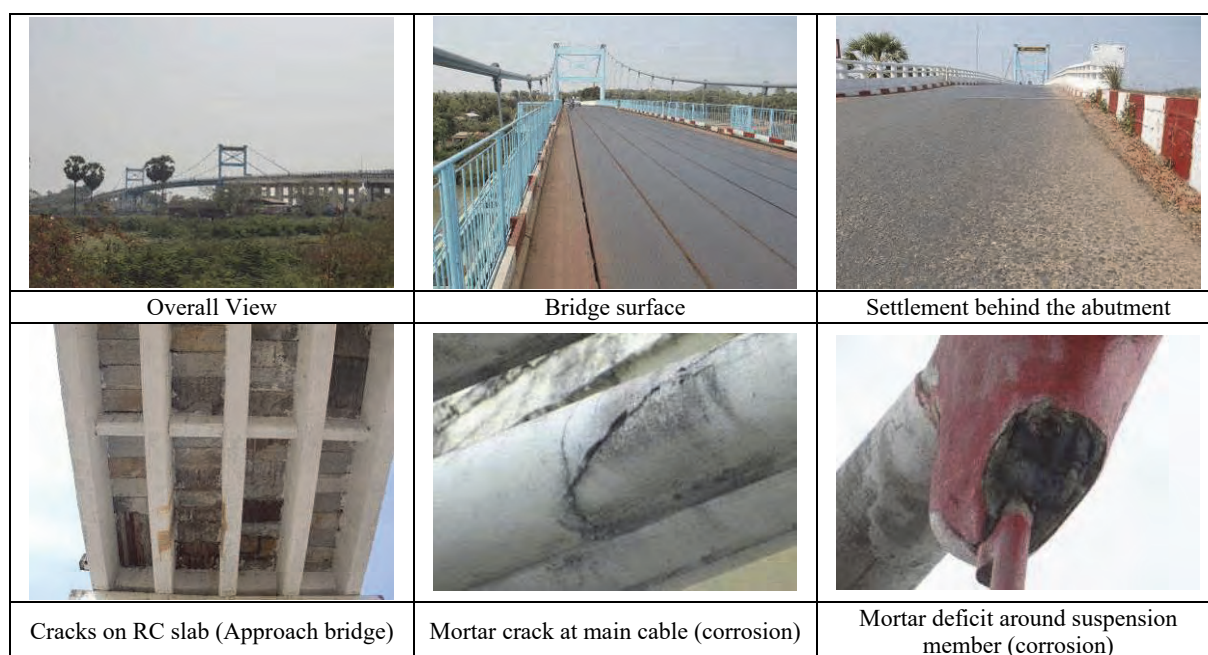 Overall View
Bridge surface
Settlement behind the abutment
Cracks on RC slab (Approach bridge)
Mortar crack at main cable (corrosion)
Mortar deficit around suspension
member (corrosion)